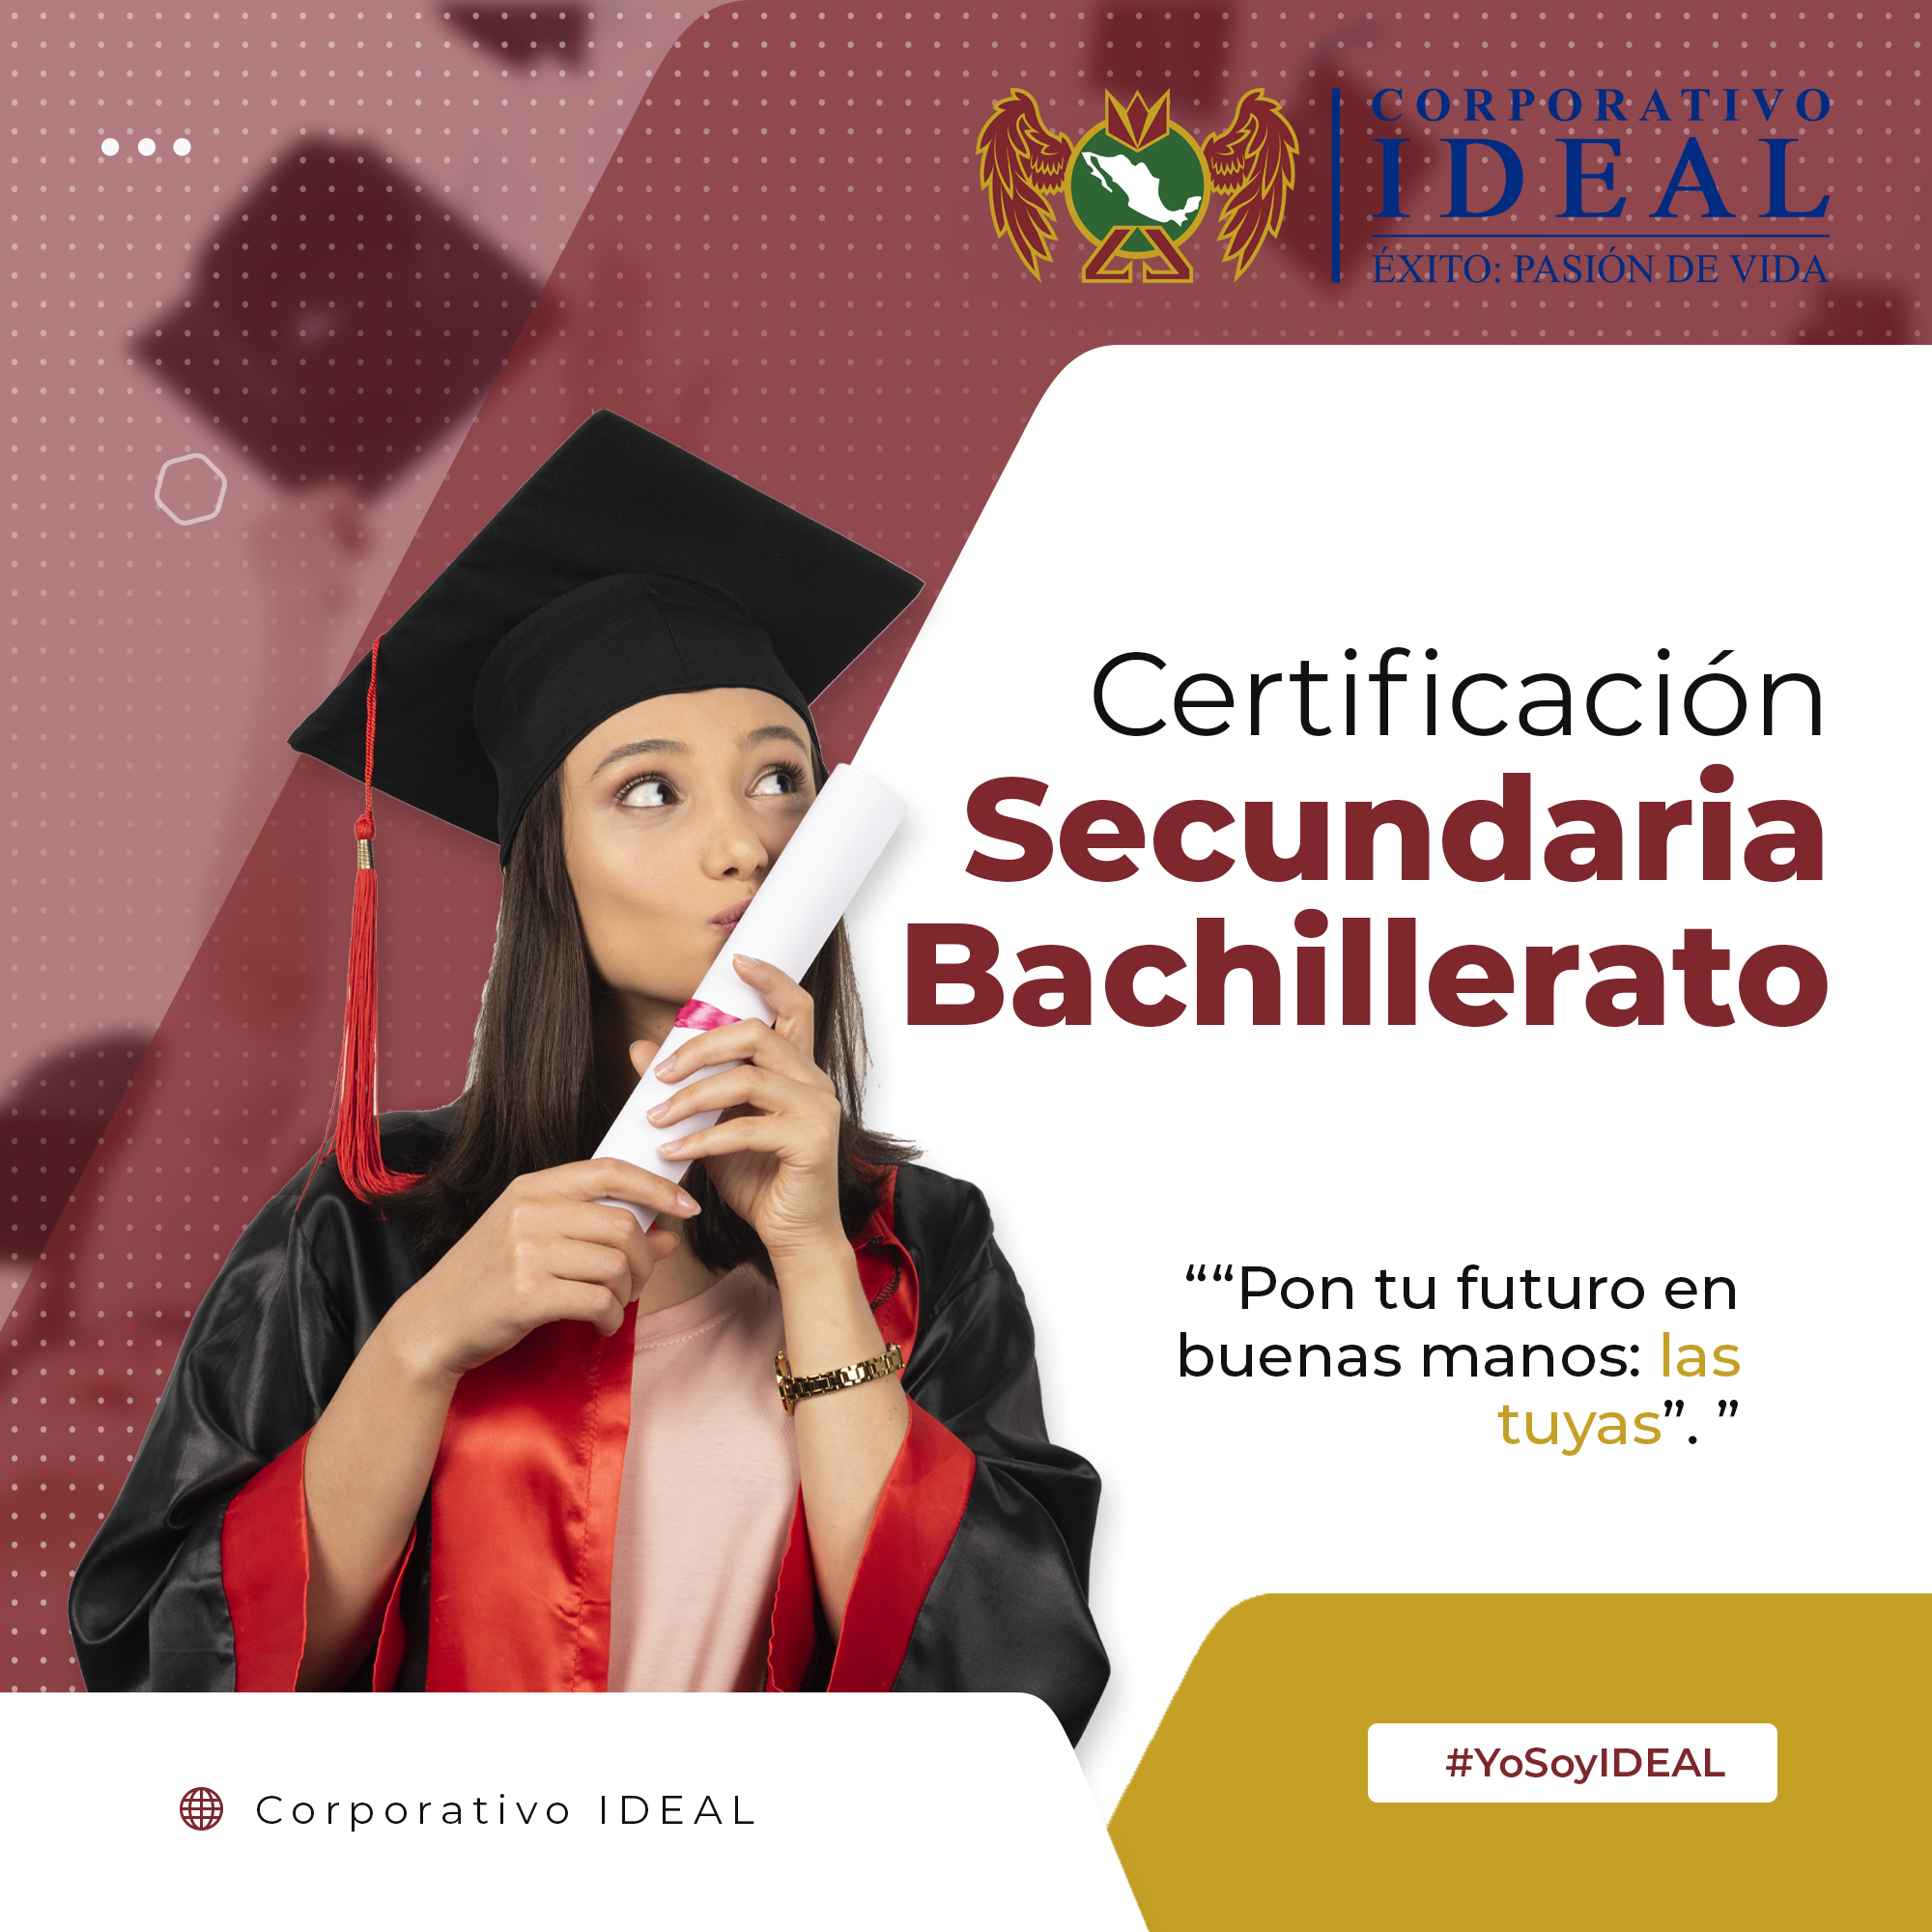 CORPORATIVO
IDEAL
ÉXITO: PASIÓN DE VIDA
Certificación
Secundaria
Bachillerato
““Pon tu futuro en
buenas manos: las
tuyas”. ”
#YoSoyIDEAL
Corporativo IDEAL